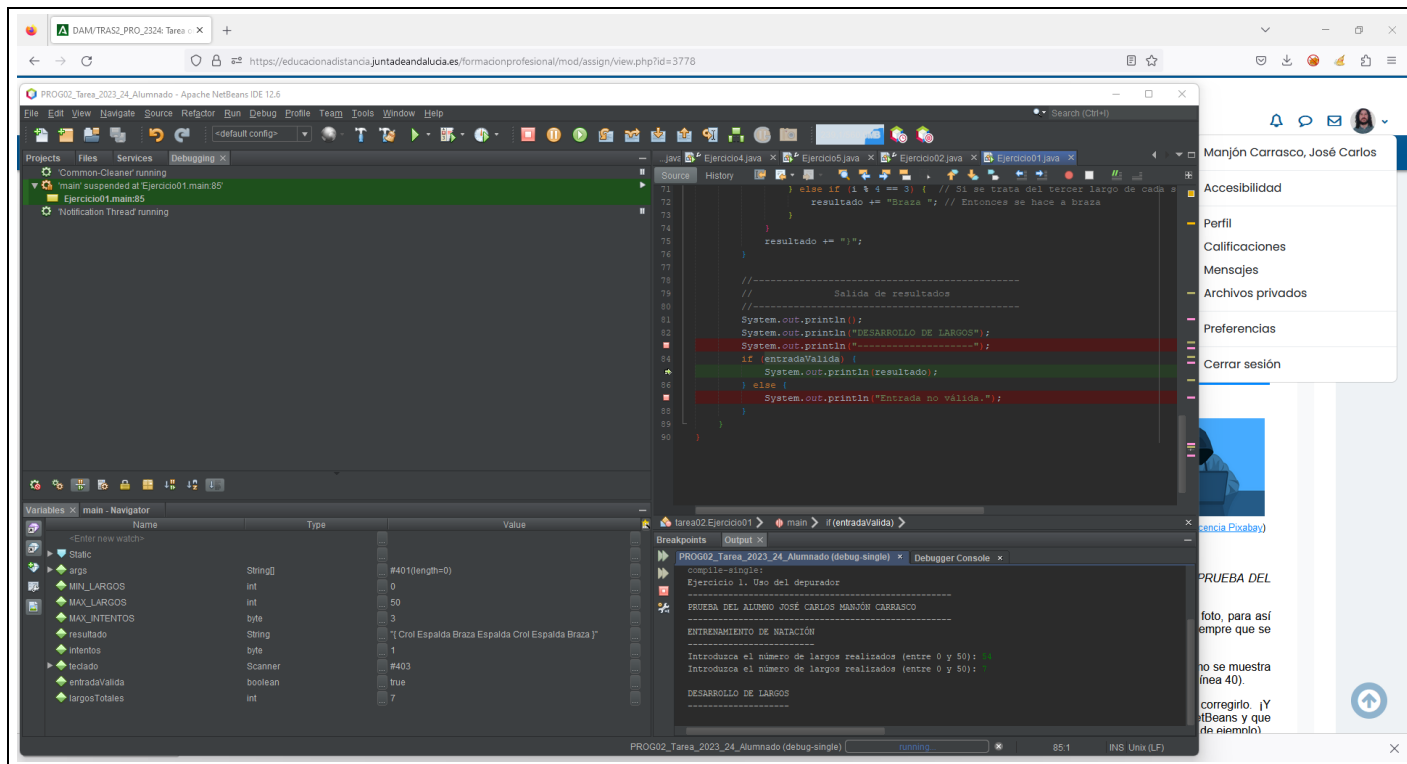 DAM/TRAS2_PRO_2324: Tarea
https://educacionadistancia.juntadeandalucia.es/formacionprofesional/mod/assign/view.php?id=3778
PROG02_Tarea_2023_24_Alumnado - Apache NetBeans IDE 12.6
File Edit View Navigate Source Refactor Run Debug Profile Team Tools Window Help
Search (Ctrl+I)
<default config>
Projects Files Services Debugging
'Common-Cleaner' running
'main' suspended at 'Ejercicio01.main:85'
Ejercicio01.main:85
'Notification Thread' running
...java Ejercicio4.java Ejercicio5.java Ejercicio02.java Ejercicio01.java
Source History
71 } else if (i % 4 == 3) { // Si se trata del tercer largo de cada s
72 resultado += "Braza "; // Entonces se hace a braza
73 }
74 }
75 resultado += "}";
76 }
77
78 //----------------------------------------------
79 // Salida de resultados
80 //----------------------------------------------
81 System.out.println();
82 System.out.println("DESARROLLO DE LARGOS");
System.out.println("--------------------");
84 if (entradaValida) {
System.out.println(resultado);
86 } else {
System.out.println("Entrada no válida.");
88 }
89 }
90 }
tarea02.Ejercicio01 main if (entradaValida)
Variables main - Navigator
Name Type Value
<Enter new watch>
Static
args String[] #401(length=0)
MIN_LARGOS int 0
MAX_LARGOS int 50
MAX_INTENTOS byte 3
resultado String "{ Crol Espalda Braza Espalda Crol Espalda Braza }"
intentos byte 1
teclado Scanner #403
entradaValida boolean true
largosTotales int 7
Breakpoints Output
PROG02_Tarea_2023_24_Alumnado (debug-single) Debugger Console
compile-single:
Ejercicio 1. Uso del depurador
----------------------------------------------------
PRUEBA DEL ALUMNO JOSÉ CARLOS MANJÓN CARRASCO
----------------------------------------------------
ENTRENAMIENTO DE NATACIÓN
-------------------------
Introduzca el número de largos realizados (entre 0 y 50): 54
Introduzca el número de largos realizados (entre 0 y 50): 7
DESARROLLO DE LARGOS
--------------------
PROG02_Tarea_2023_24_Alumnado (debug-single) running... 85:1 INS Unix (LF)
Manjón Carrasco, José Carlos
Accesibilidad
Perfil
Calificaciones
Mensajes
Archivos privados
Preferencias
Cerrar sesión
Pixabay)
PRUEBA DEL
foto, para así
empre que se
no se muestra
ínea 40).
corregirlo. ¡Y
etBeans y que
de ejemplo)